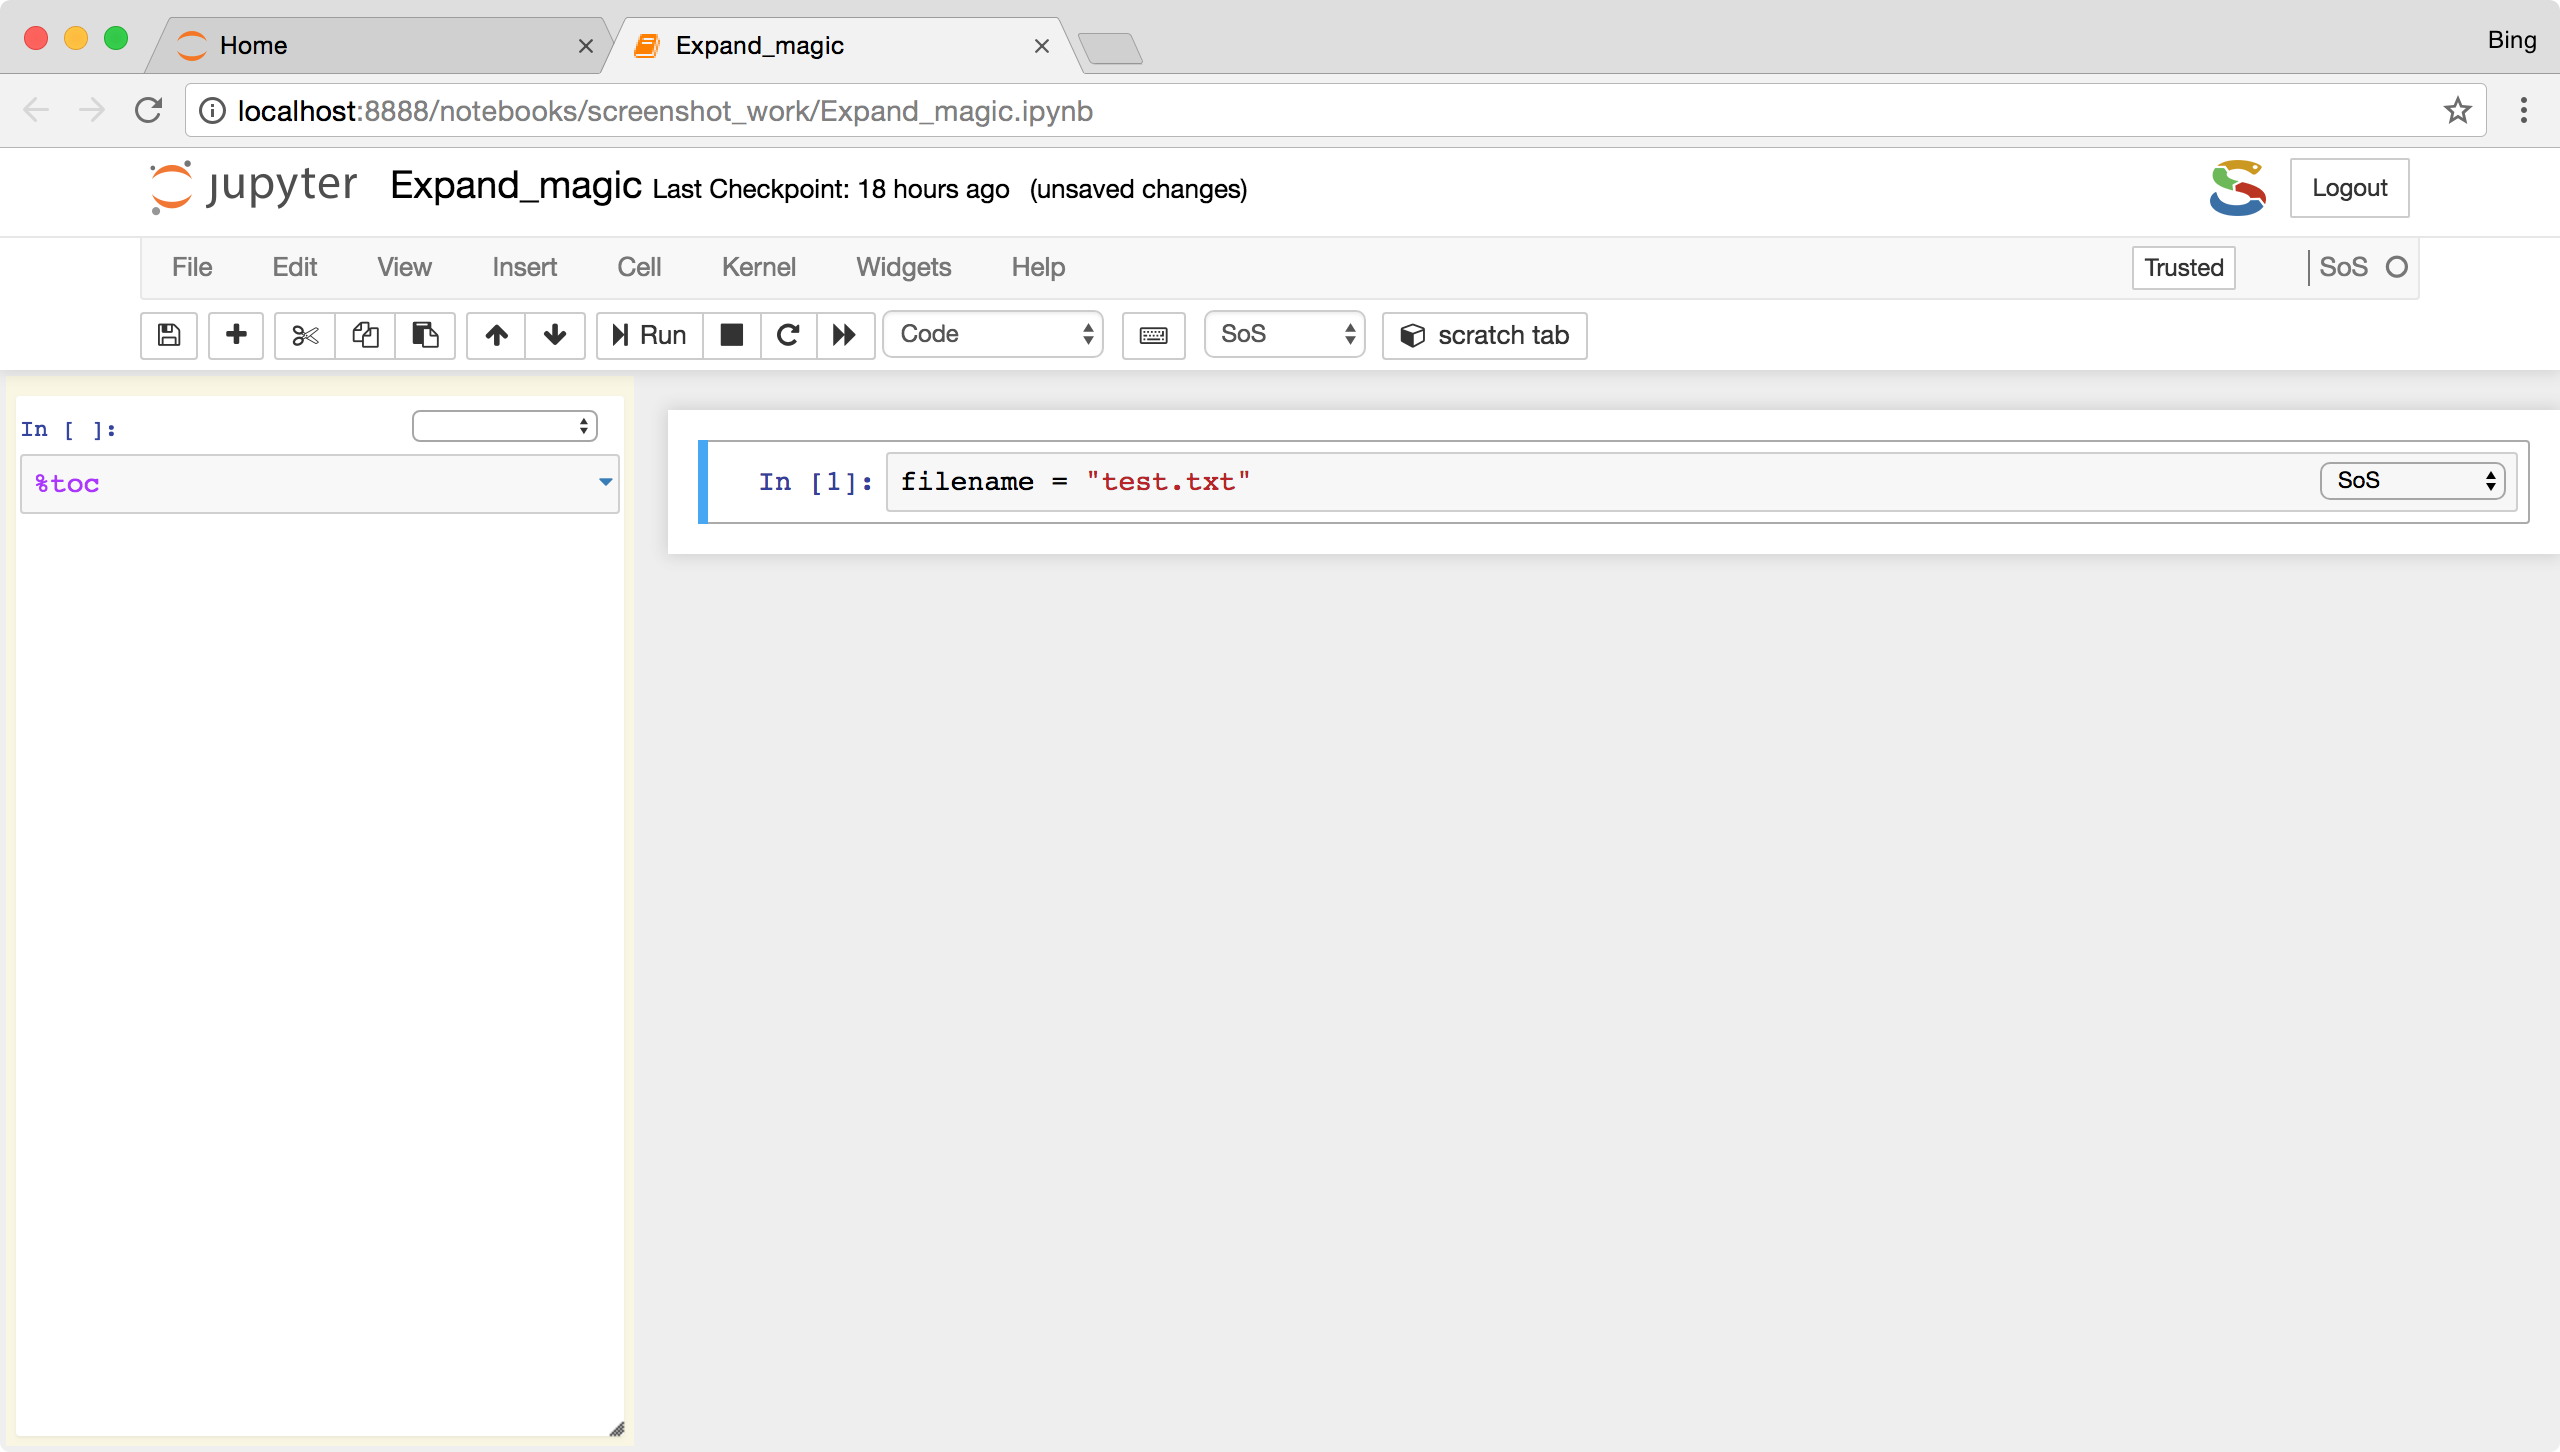 Home
Expand_magic
Bing
localhost:8888/notebooks/screenshot_work/Expand_magic.ipynb
jupyter Expand_magic Last Checkpoint: 18 hours ago (unsaved changes)
Logout
File Edit View Insert Cell Kernel Widgets Help Trusted SoS
Run Code SoS scratch tab
In [ ]:
%toc
In [1]: filename = "test.txt" SoS